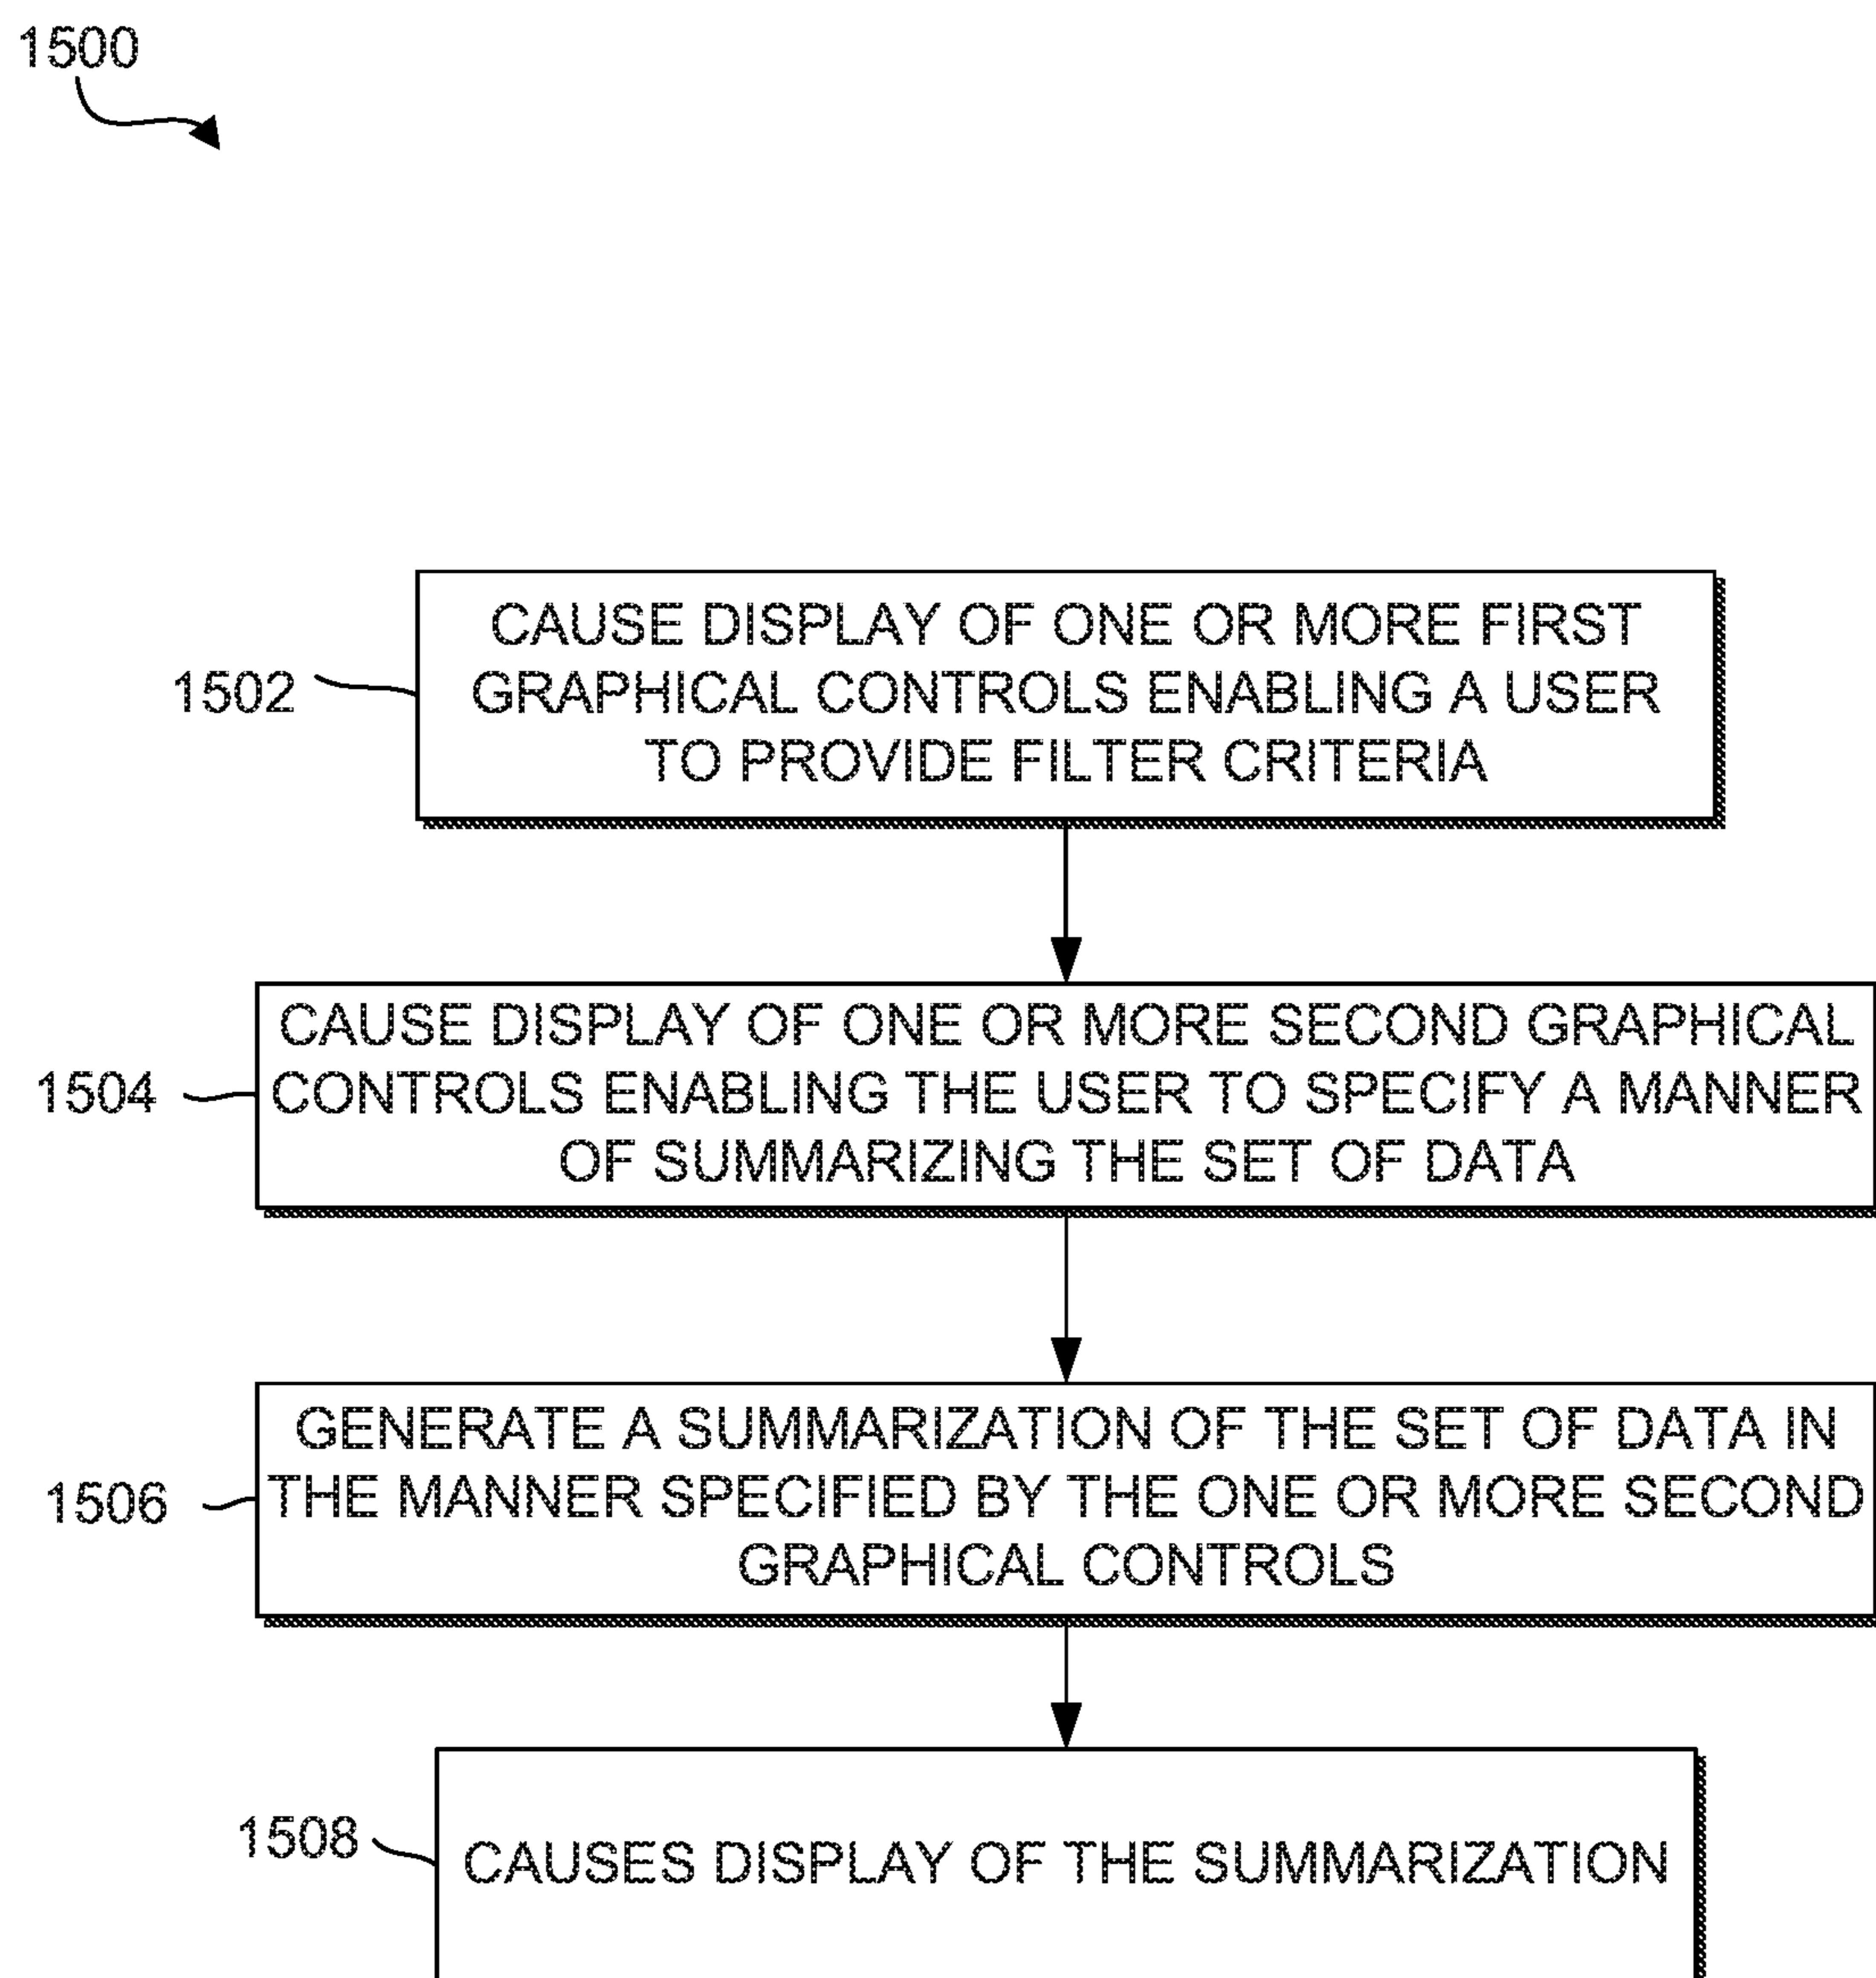 1500
CAUSE DISPLAY OF ONE OR MORE FIRST
1502
GRAPHICAL CONTROLS ENABLING A USER
TO PROVIDE FILTER CRITERIA
CAUSE DISPLAY OF ONE OR MORE SECOND GRAPHICAL
1504
CONTROLS ENABLING THE USER TO SPECIFY A MANNER
OF SUMMARIZING THE SET OF DATA
GENERATE A SUMMARIZATION OF THE SET OF DATA IN
1506
THE MANNER SPECIFIED BY THE ONE OR MORE SECOND
GRAPHICAL CONTROLS
1508
CAUSES DISPLAY OF THE SUMMARIZATION